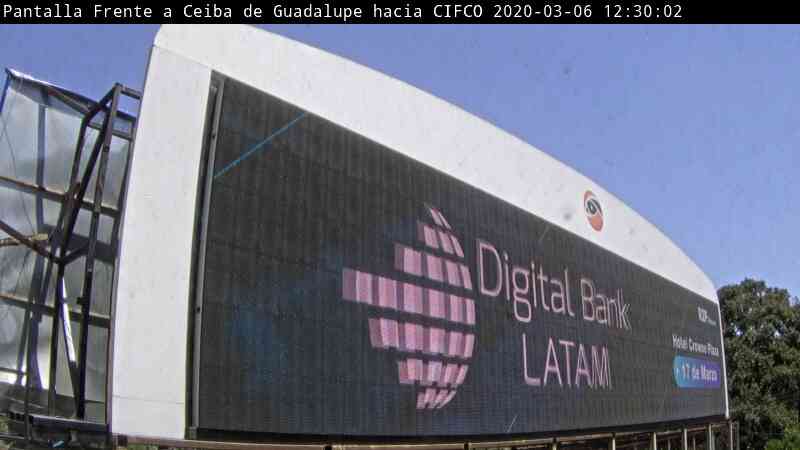 Pantalla Frente a Ceiba de Guadalupe hacia CIFCO 2020-03-06 12:30:02
Digital Bank
LATAM
Hotel Crowne Plaza
17 de Marzo